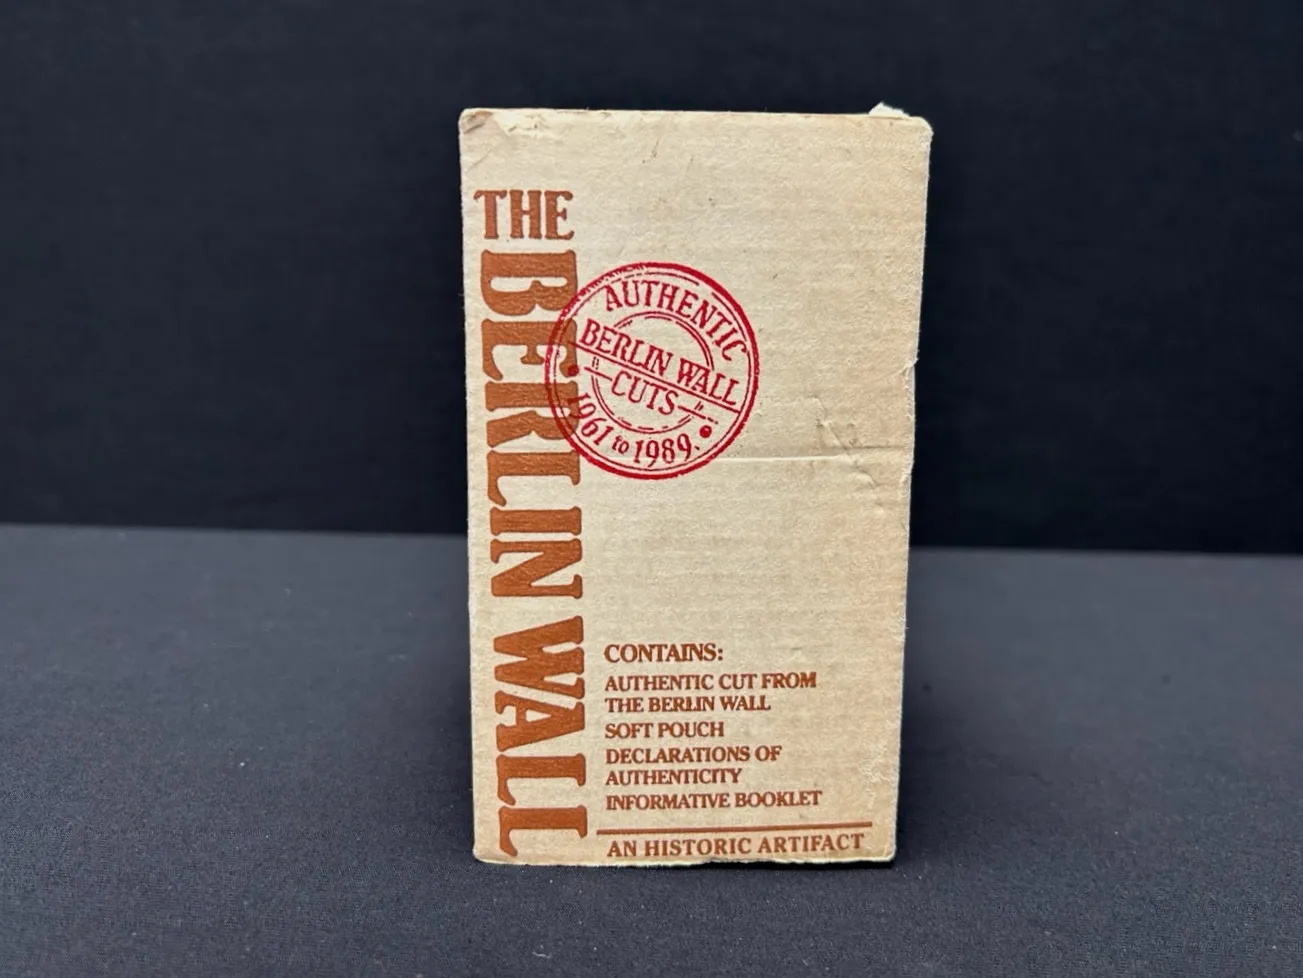 THE
BERLIN WALL
AUTHENTIC
BERLIN WALL
CUTS
1961 to 1989.
CONTAINS:
AUTHENTIC CUT FROM
THE BERLIN WALL
SOFT POUCH
DECLARATIONS OF
AUTHENTICITY
INFORMATIVE BOOKLET
AN HISTORIC ARTIFACT